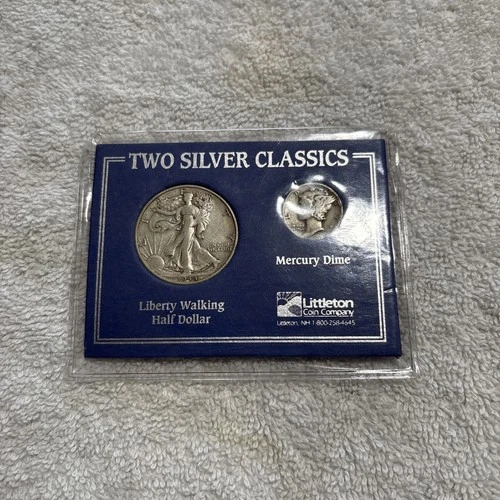 TWO SILVER CLASSICS
Mercury Dime
Liberty Walking
Half Dollar
Littleton
Coin Company
Littleton, NH 1-800-258-4645